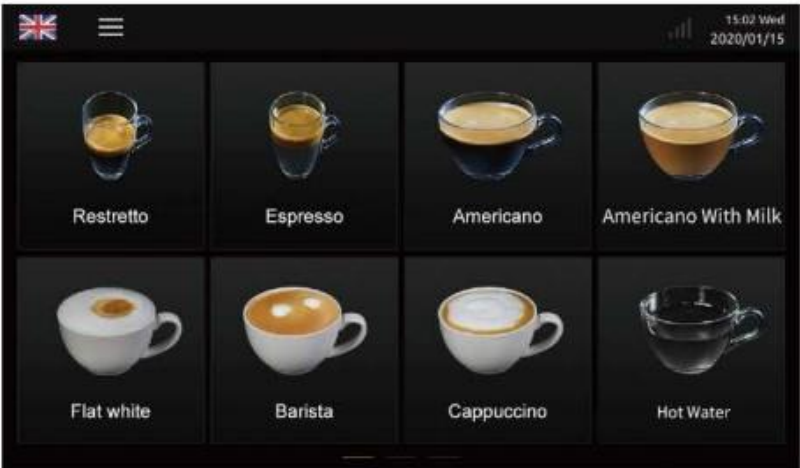 15:02 Wed
2020/01/15
Restretto
Espresso
Americano
Americano With Milk
Flat white
Barista
Cappuccino
Hot Water